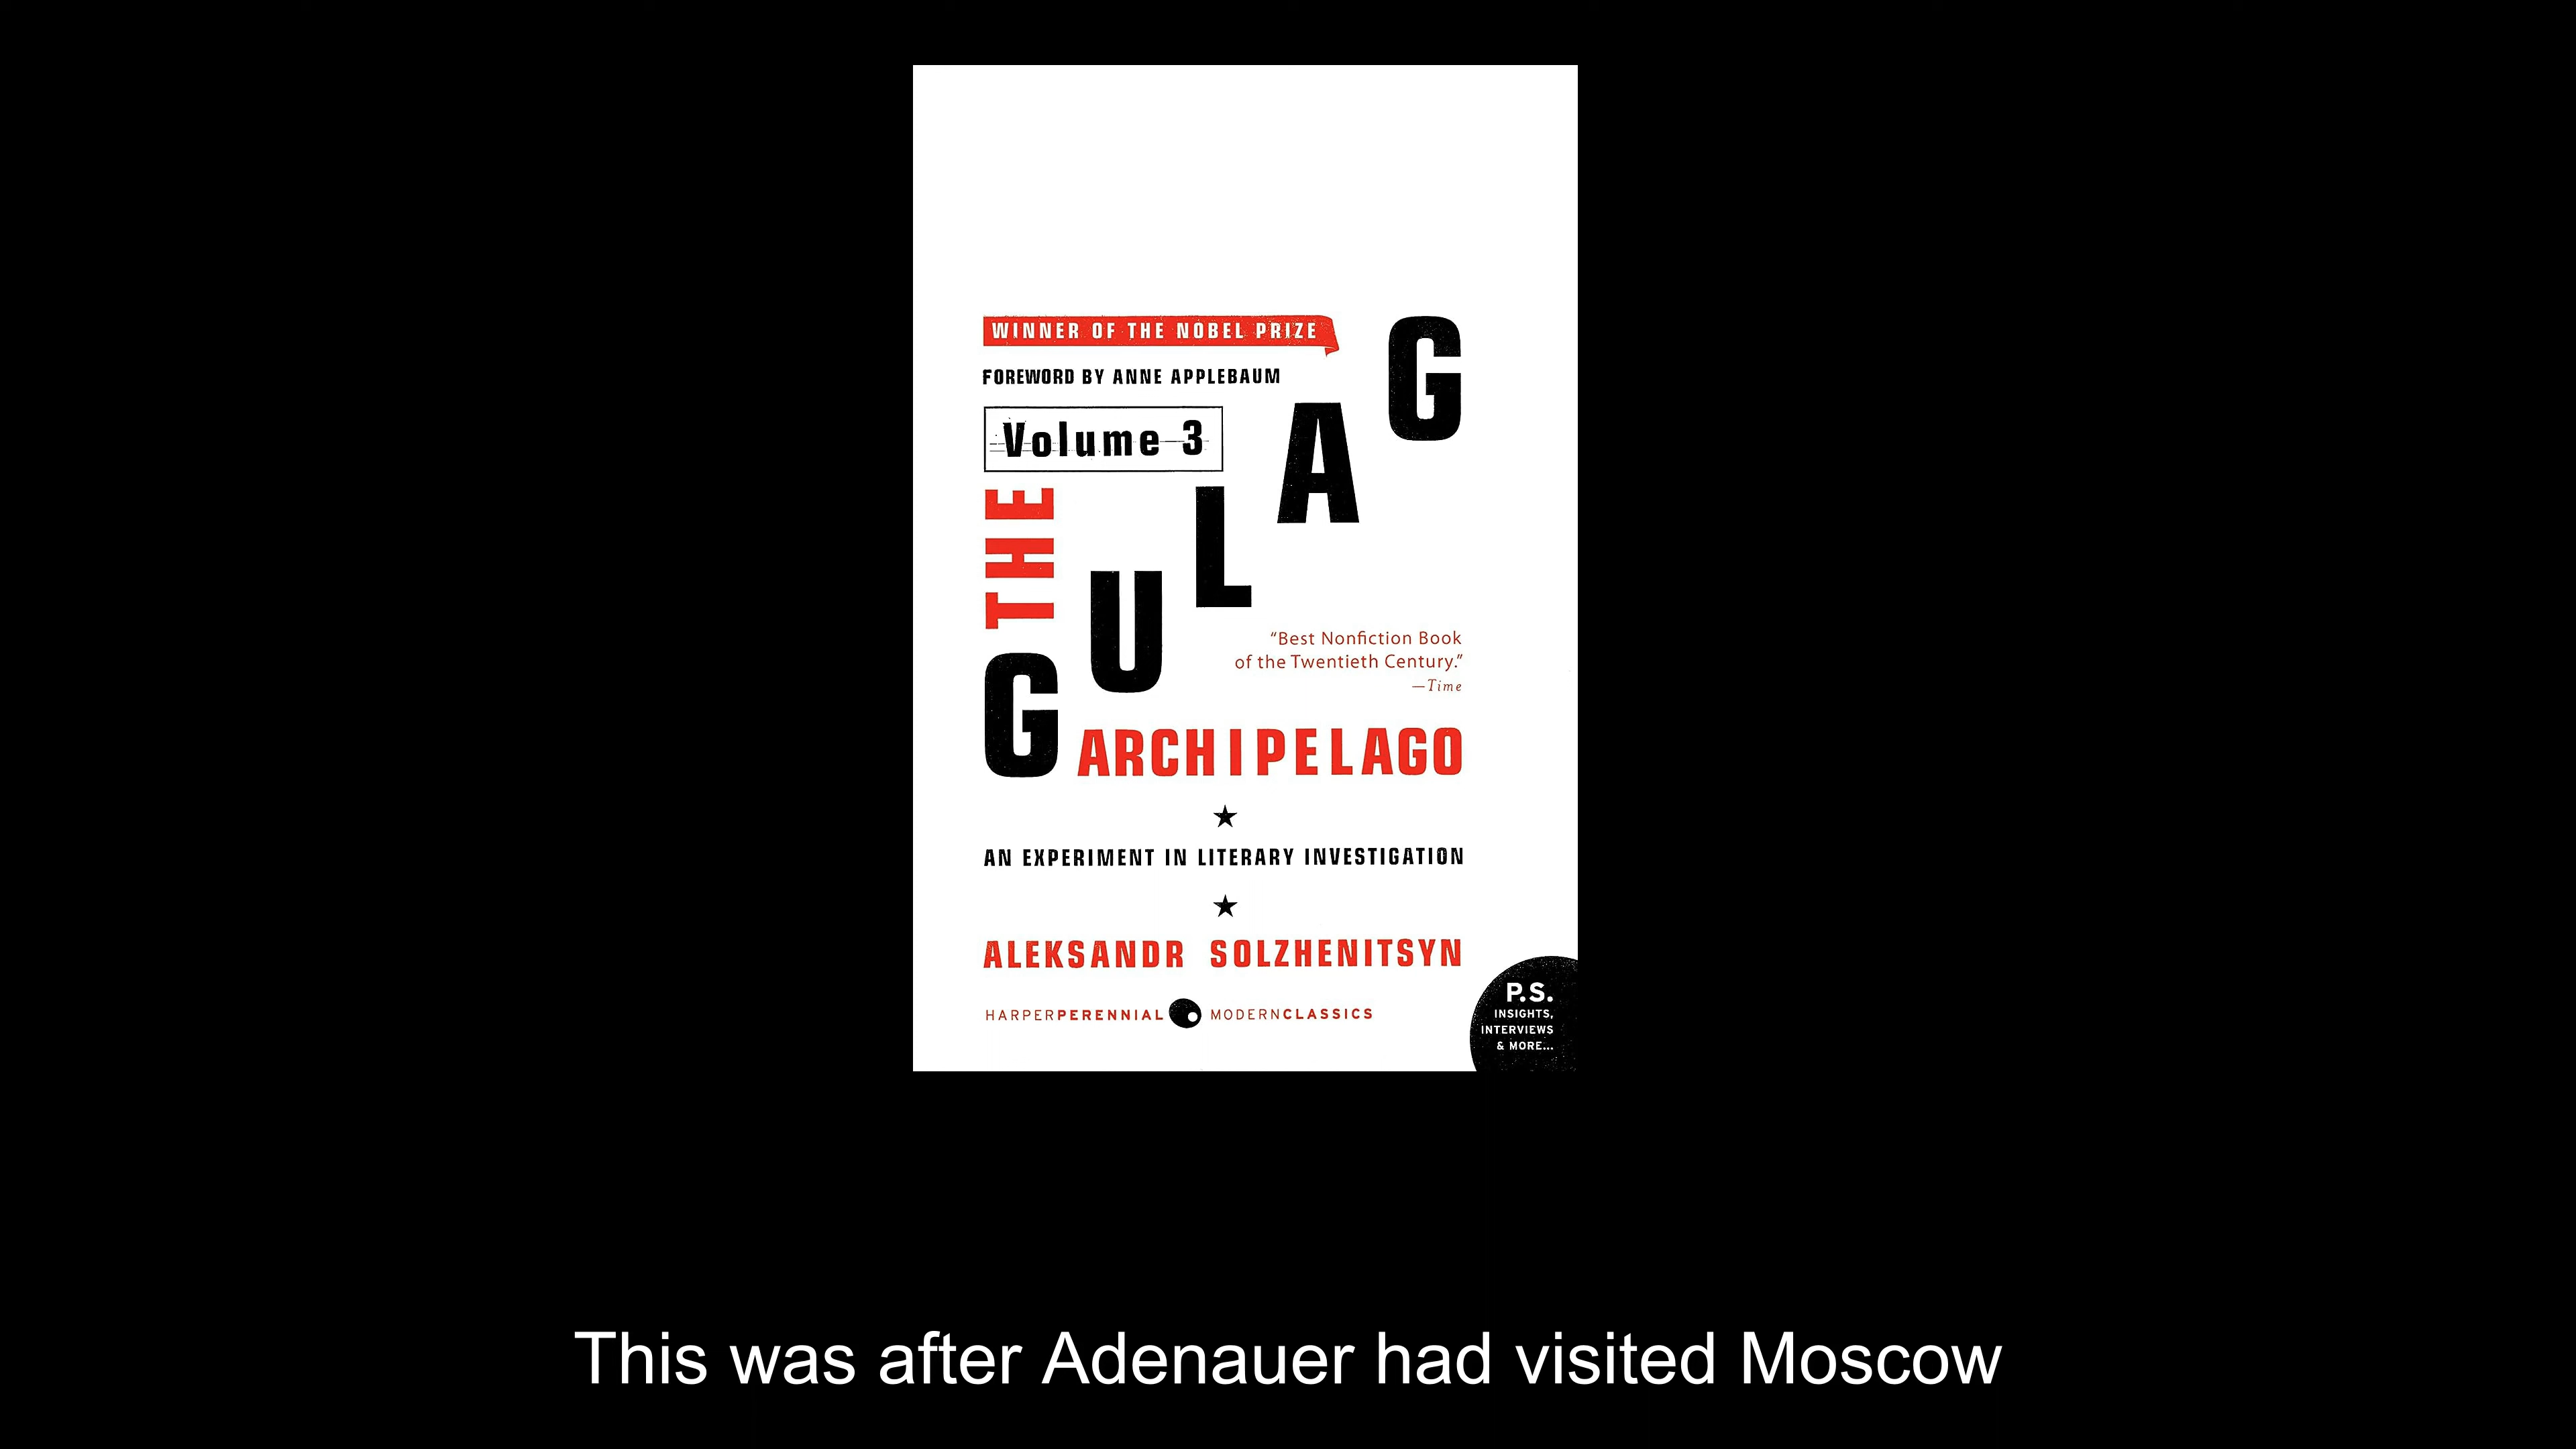 WINNER OF THE NOBEL PRIZE
FOREWORD BY ANNE APPLEBAUM
Volume 3
THE
GULAG
"Best Nonfiction Book
of the Twentieth Century."
—Time
ARCHIPELAGO
AN EXPERIMENT IN LITERARY INVESTIGATION
ALEKSANDR SOLZHENITSYN
HARPERPERENNIAL MODERNCLASSICS
P.S.
INSIGHTS,
INTERVIEWS
& MORE...
This was after Adenauer had visited Moscow